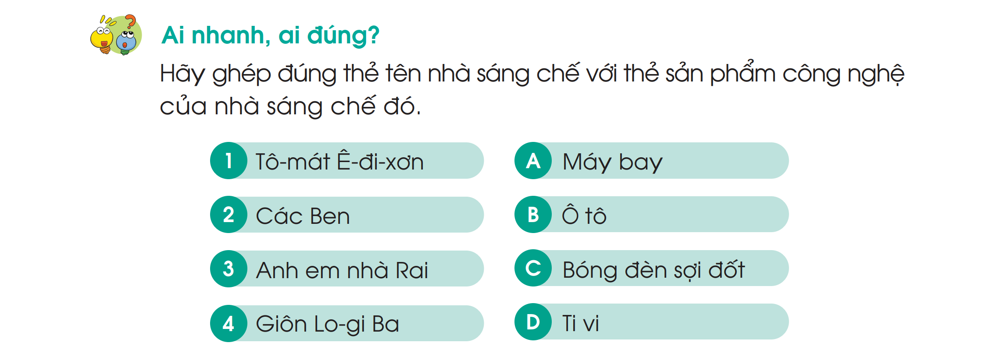 Ai nhanh, ai đúng?
Hãy ghép đúng thẻ tên nhà sáng chế với thẻ sản phẩm công nghệ
của nhà sáng chế đó.
1 Tô-mát Ê-đi-xơn
A Máy bay
2 Các Ben
B Ô tô
3 Anh em nhà Rai
C Bóng đèn sợi đốt
4 Giôn Lo-gi Ba
D Ti vi